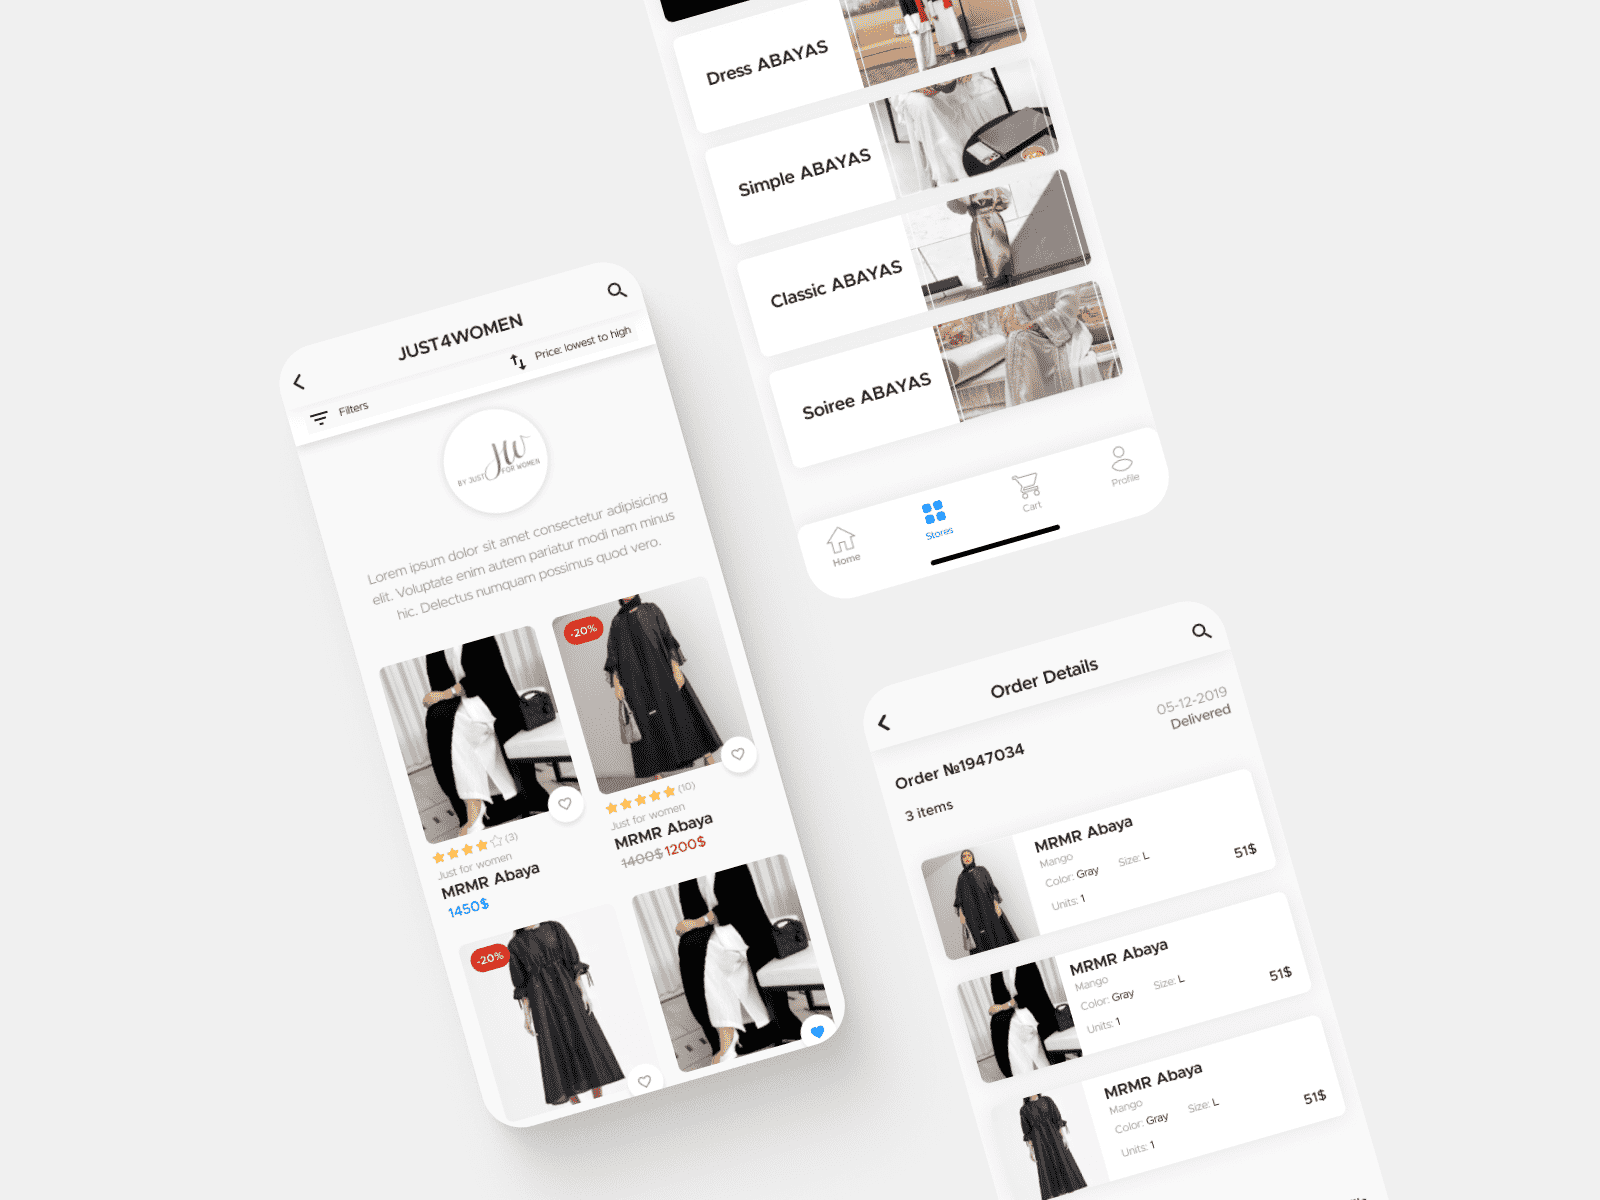 Dress ABAYAS
Simple ABAYAS
Classic ABAYAS
Soiree ABAYAS
Home
Stores
Cart
Profile
JUST4WOMEN
Filters
Price: lowest to high
JW
BY JUST FOR WOMEN
Lorem ipsum dolor sit amet consectetur adipisicing
elit. Voluptate enim autem pariatur modi nam minus
hic. Delectus numquam possimus quod vero.
(3)
Just for women
MRMR Abaya
1450$
-20%
(10)
Just for women
MRMR Abaya
1400$ 1200$
-20%
Order Details
05-12-2019
Delivered
Order №1947034
3 items
MRMR Abaya
Mango
Color: Gray Size: L
Units: 1
51$
MRMR Abaya
Mango
Color: Gray Size: L
Units: 1
51$
MRMR Abaya
Mango
Color: Gray Size: L
Units: 1
51$